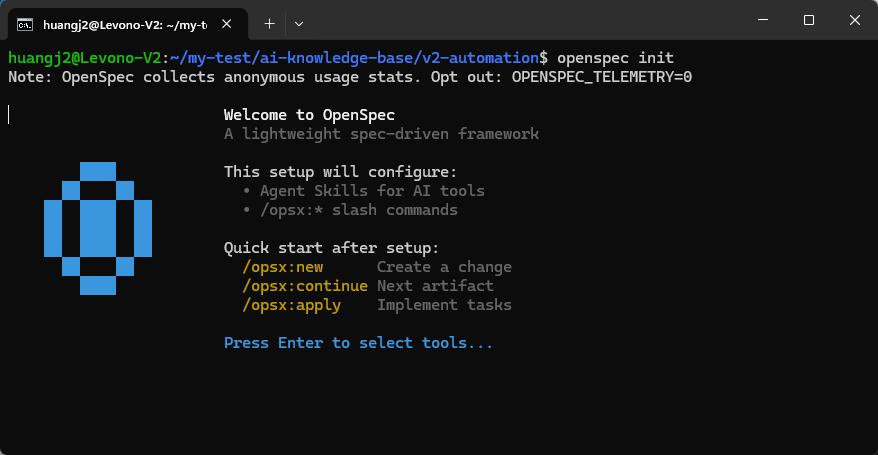 huangj2@Levono-V2: ~/my-t
huangj2@Levono-V2:~/my-test/ai-knowledge-base/v2-automation$ openspec init
Note: OpenSpec collects anonymous usage stats. Opt out: OPENSPEC_TELEMETRY=0
Welcome to OpenSpec
A lightweight spec-driven framework
This setup will configure:
• Agent Skills for AI tools
• /opsx:* slash commands
Quick start after setup:
/opsx:new Create a change
/opsx:continue Next artifact
/opsx:apply Implement tasks
Press Enter to select tools...